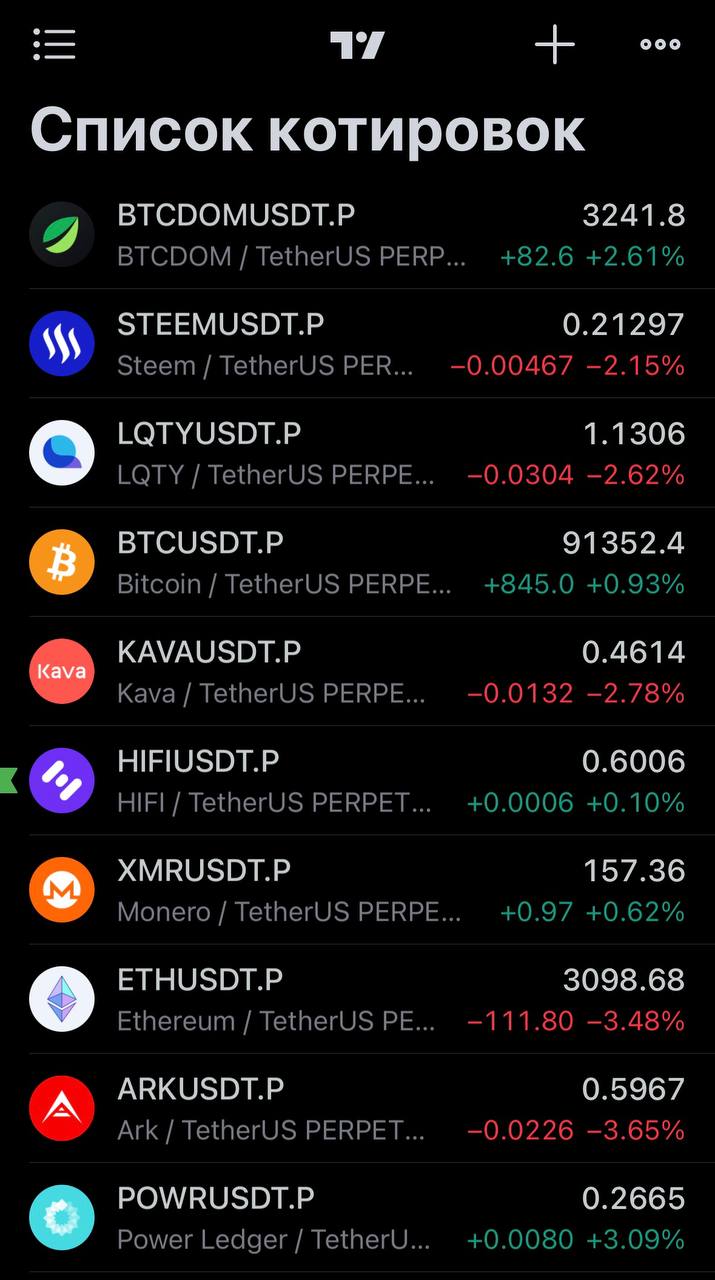 Список котировок
BTCDOMUSDT.P 3241.8
BTCDOM / TetherUS PERP... +82.6 +2.61%
STEEMUSDT.P 0.21297
Steem / TetherUS PER... −0.00467 −2.15%
LQTYUSDT.P 1.1306
LQTY / TetherUS PERPE... −0.0304 −2.62%
BTCUSDT.P 91352.4
Bitcoin / TetherUS PERPE... +845.0 +0.93%
Kava
KAVAUSDT.P 0.4614
Kava / TetherUS PERPE... −0.0132 −2.78%
HIFIUSDT.P 0.6006
HIFI / TetherUS PERPET... +0.0006 +0.10%
XMRUSDT.P 157.36
Monero / TetherUS PERPE... +0.97 +0.62%
ETHUSDT.P 3098.68
Ethereum / TetherUS PE... −111.80 −3.48%
ARKUSDT.P 0.5967
Ark / TetherUS PERPET... −0.0226 −3.65%
POWRUSDT.P 0.2665
Power Ledger / TetherU... +0.0080 +3.09%